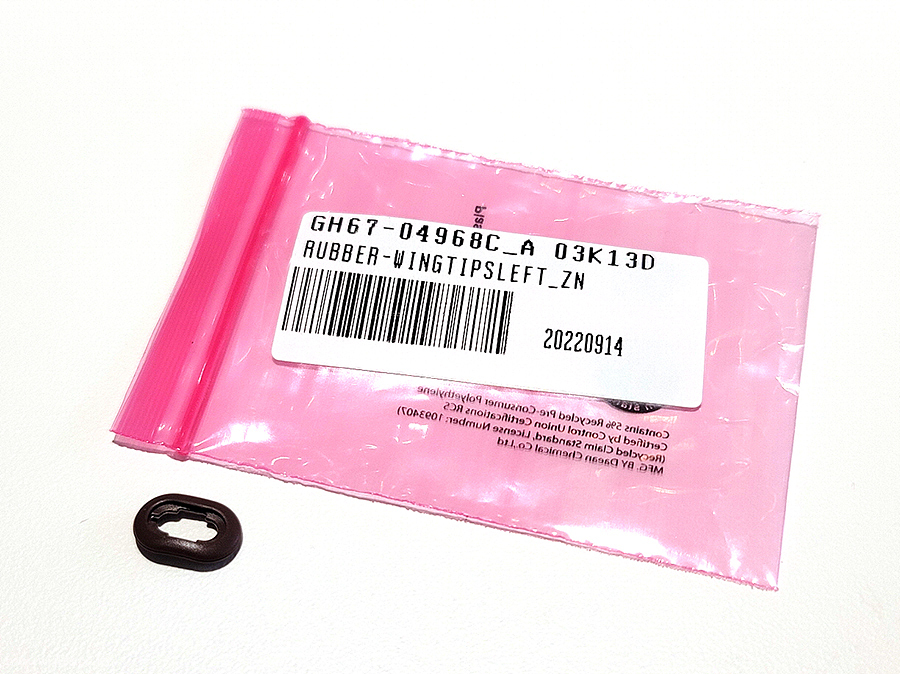 GH67-04968C_A 03K13D
RUBBER-WINGTIPSLEFT_ZN
20220914
Contains 5% Recycled Pre-Consumer Polyethylene
Certified by Control Union Certifications RCS
(Recycled Claim Standard, License Number: 1093407)
MFG. BY Daean Chemical Co.,Ltd